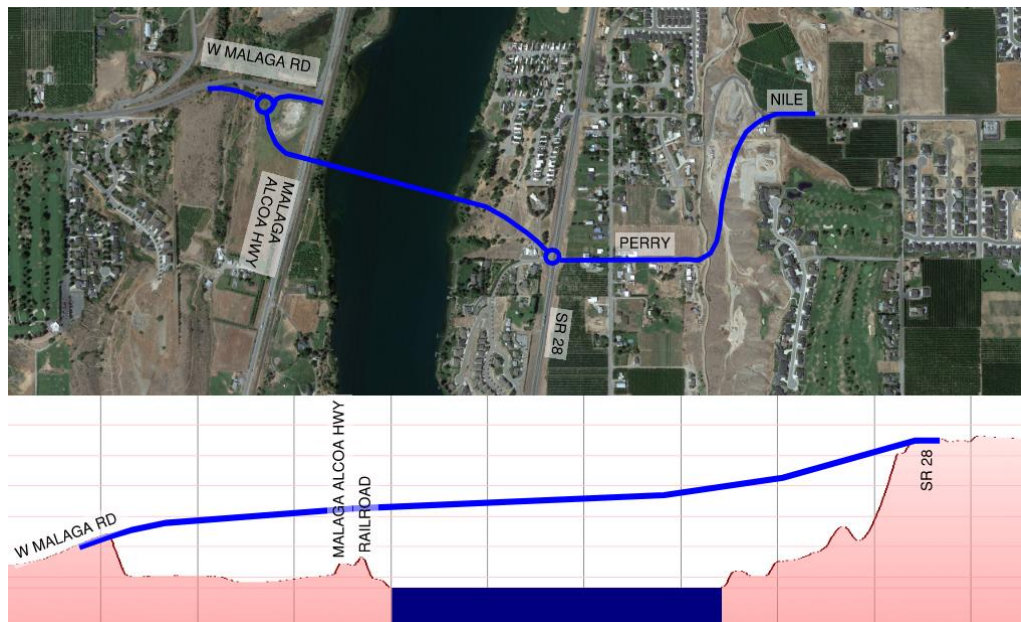 W MALAGA RD
MALAGA
ALCOA HWY
NILE
PERRY
SR 28
W MALAGA RD
MALAGA ALCOA HWY
RAILROAD
SR 28